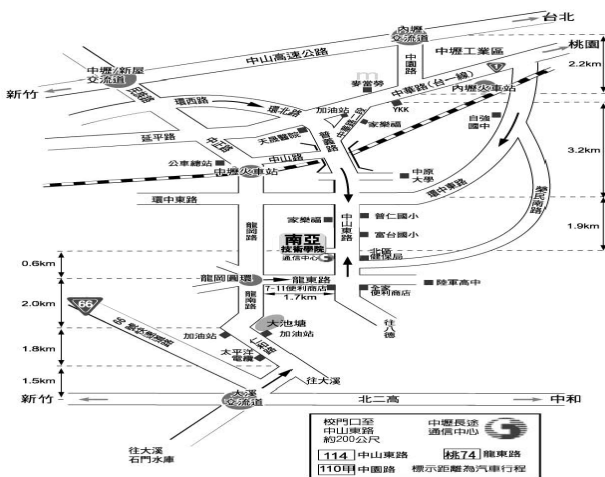 台北
內壢
交流道
桃園
中壢工業區
2.2km
中山高速公路
中園路
麥當勞
中華路(台一線)
內壢火車站
中壢/新屋
交流道
新竹
民族路
環西路
環北路
加油站
YKK
家樂福
中華路一段
自強
國中
延平路
天晟醫院
普義路
3.2km
中正路
公車總站
中山路
中壢火車站
中原
大學
環中東路
環中東路
榮民南路
龍岡路
家樂福
中山東路
普仁國小
1.9km
南亞
技術學院
通信中心
富台國小
北區
健保局
0.6km
龍岡圓環
龍東路
陸軍高中
7-11便利商店
全家
便利商店
1.7km
2.0km
龍南路
66
大池塘
往八德
加油站
加油站
1.8km
太平洋
電纜
1.5km
往大溪
新竹
大溪
交流道
北二高
中和
往大溪
石門水庫
校門口至
中山東路
約200公尺
中壢長途
通信中心
114 中山東路
桃74 龍東路
110甲 中園路
標示距離為汽車行程